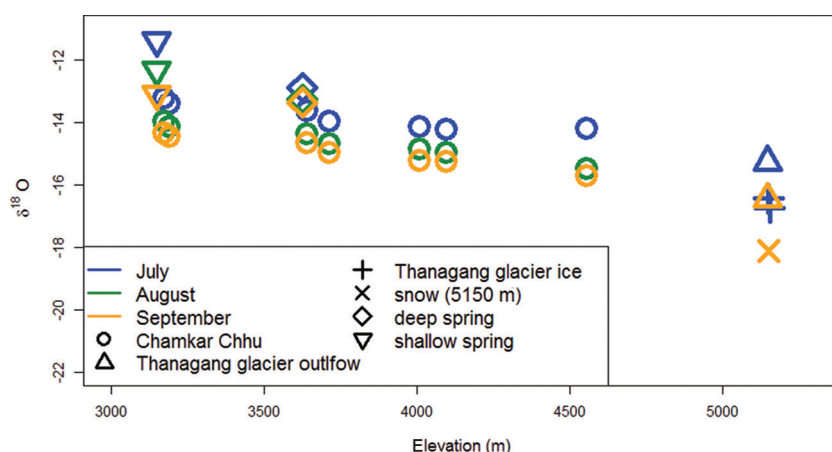 -12
-14
-16
-18
-20
-22
δ18 O
July
August
September
Chamkar Chhu
Thanagang glacier outlfow
Thanagang glacier ice
snow (5150 m)
deep spring
shallow spring
3000 3500 4000 4500 5000
Elevation (m)